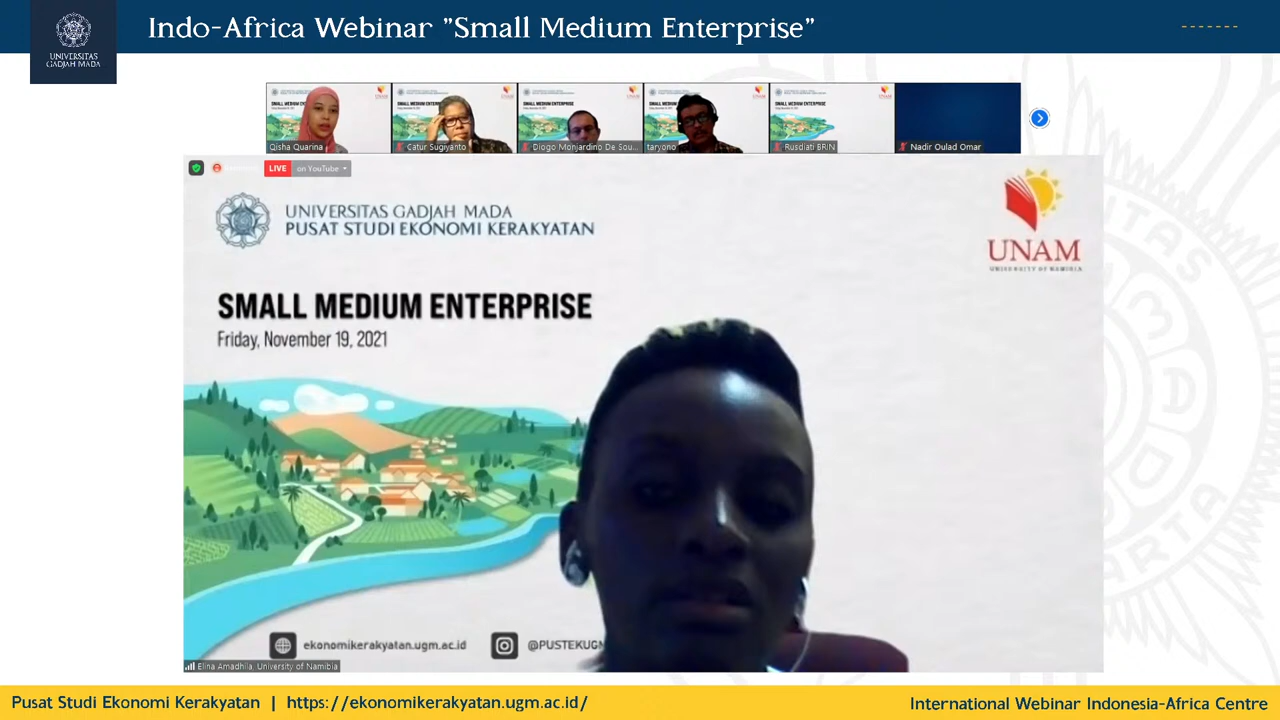 Indo-Africa Webinar "Small Medium Enterprise"
UNIVERSITAS
GADJAH MADA
Qisha Quarina
Catur Sugiyanto
Diogo Monjardino De Sou...
taryono
Rusdiati BRIN
Nadir Oulad Omar
LIVE on YouTube
UNIVERSITAS GADJAH MADA
PUSAT STUDI EKONOMI KERAKYATAN
UNAM
UNIVERSITY OF NAMIBIA
SMALL MEDIUM ENTERPRISE
Friday, November 19, 2021
ekonomikerakyatan.ugm.ac.id @PUSTEKUGM
Elina Amadhila, University of Namibia
Pusat Studi Ekonomi Kerakyatan | https://ekonomikerakyatan.ugm.ac.id/
International Webinar Indonesia-Africa Centre